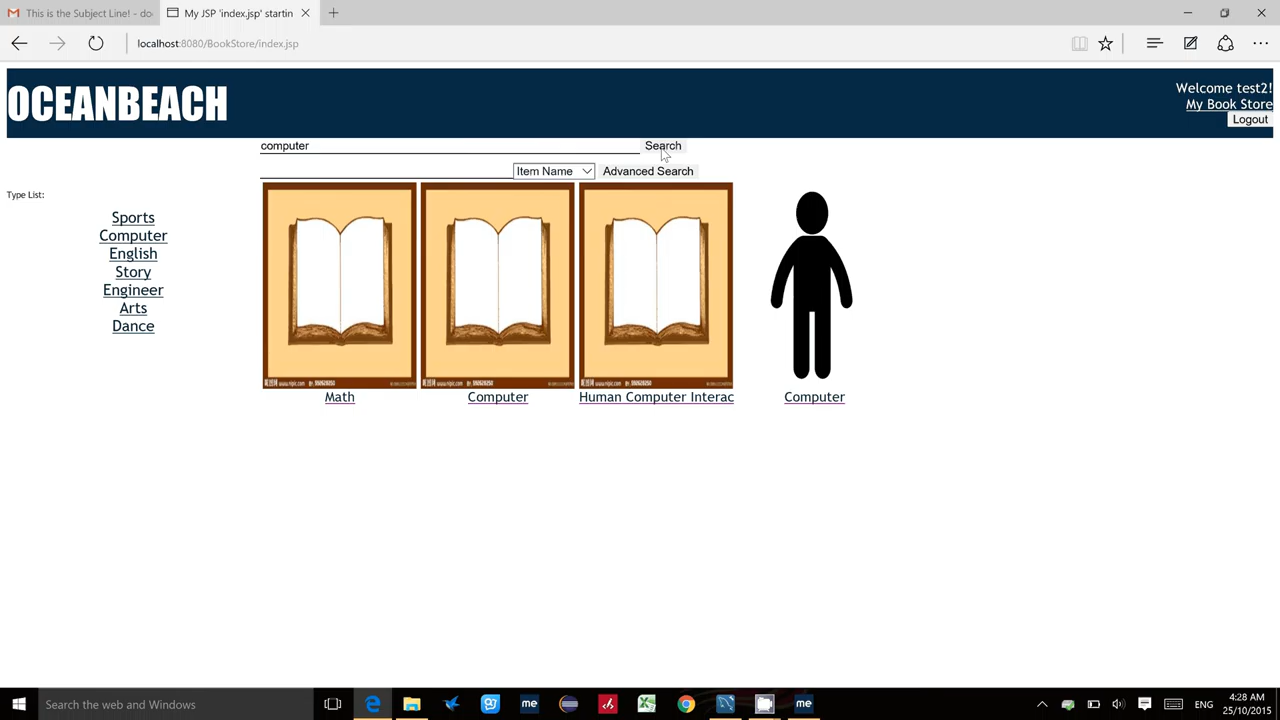 This is the Subject Line! - do
My JSP 'index.jsp' startin
localhost:8080/BookStore/index.jsp
OCEANBEACH
Welcome test2!
My Book Store
Logout
computer
Search
Item Name
Advanced Search
Type List:
Sports
Computer
English
Story
Engineer
Arts
Dance
Math
Computer
Human Computer Interac
Computer
Search the web and Windows
me
me
ENG
4:28 AM
25/10/2015